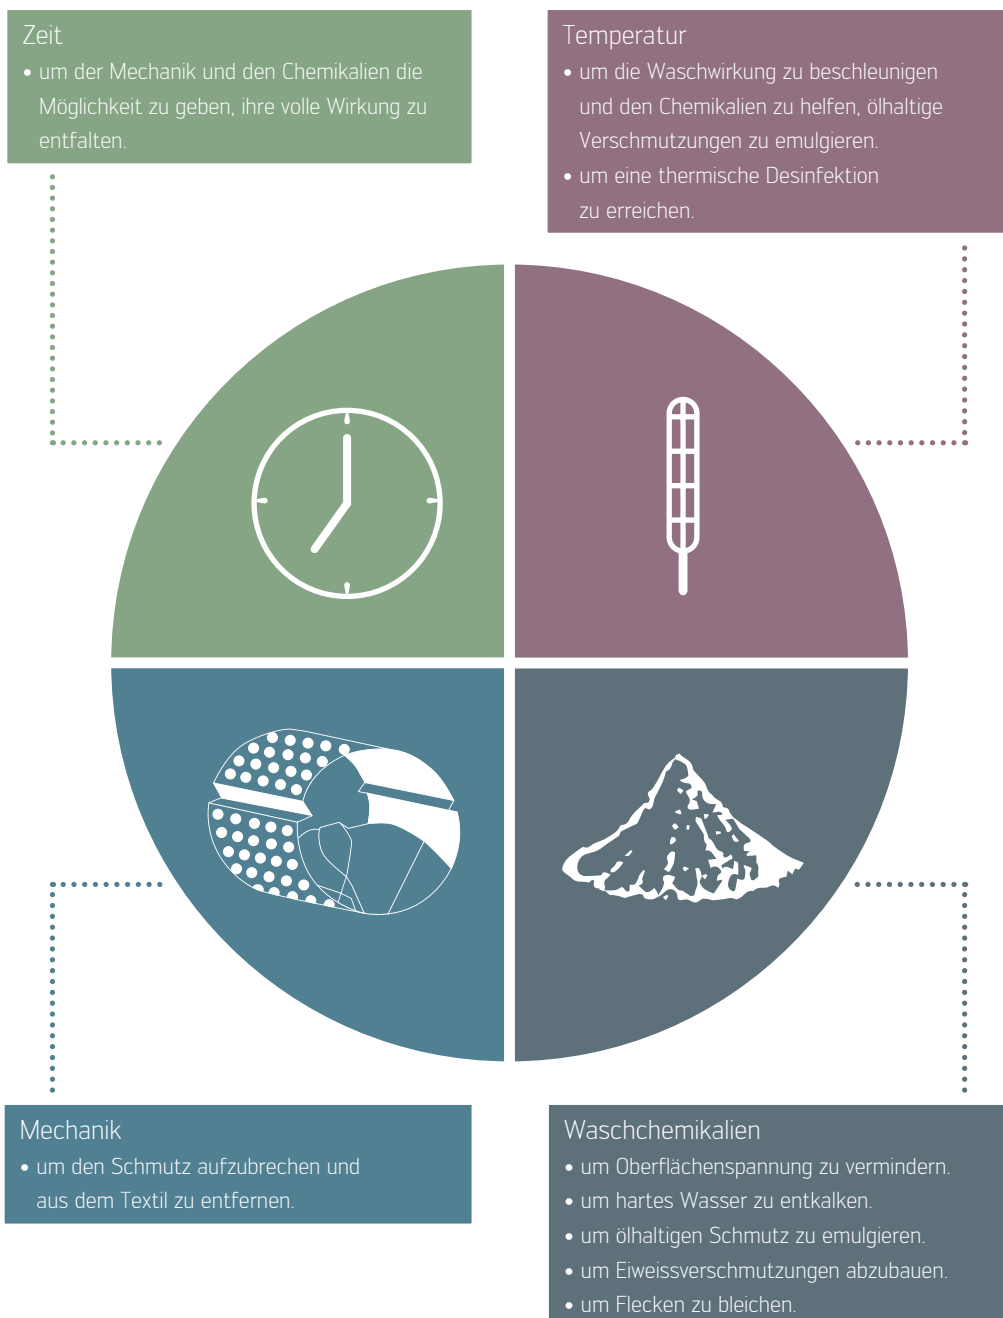 Zeit
• um der Mechanik und den Chemikalien die
Möglichkeit zu geben, ihre volle Wirkung zu
entfalten.
Temperatur
• um die Waschwirkung zu beschleunigen
und den Chemikalien zu helfen, ölhaltige
Verschmutzungen zu emulgieren.
• um eine thermische Desinfektion
zu erreichen.
Mechanik
• um den Schmutz aufzubrechen und
aus dem Textil zu entfernen.
Waschchemikalien
• um Oberflächenspannung zu vermindern.
• um hartes Wasser zu entkalken.
• um ölhaltigen Schmutz zu emulgieren.
• um Eiweissverschmutzungen abzubauen.
• um Flecken zu bleichen.